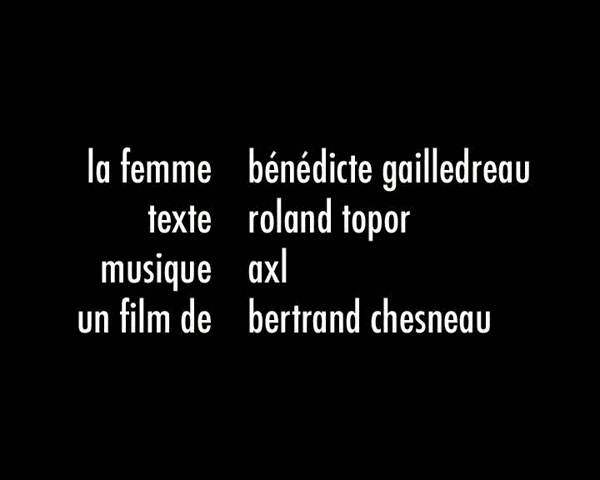 la femme bénédicte gailledreau
texte roland topor
musique axl
un film de bertrand chesneau